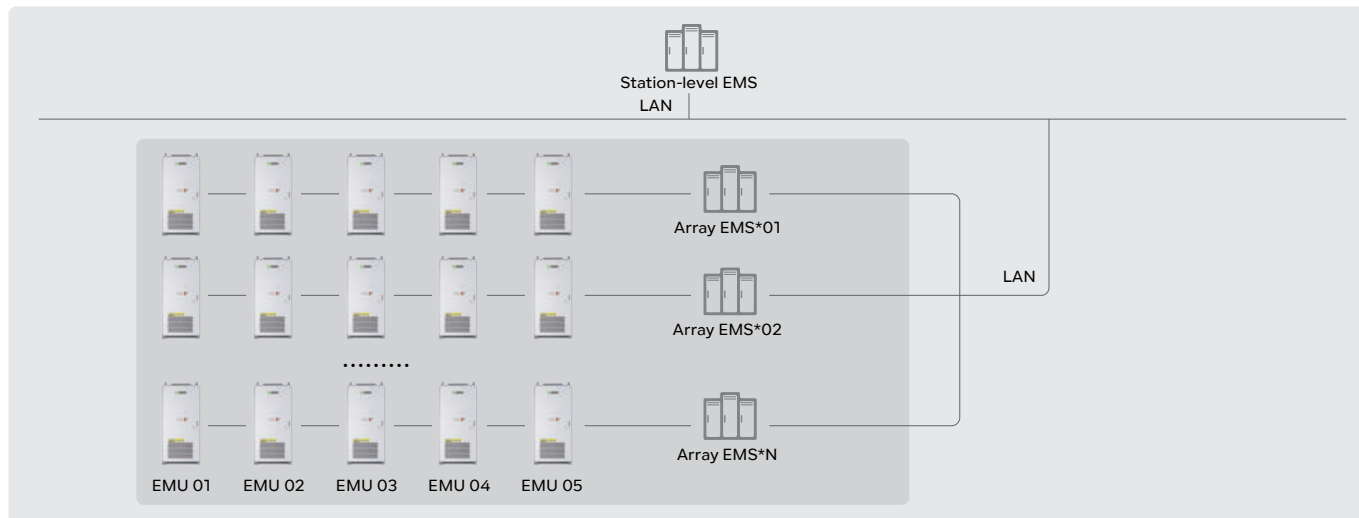 Station-level EMS
LAN
Array EMS*01
LAN
Array EMS*02
.........
Array EMS*N
EMU 01 EMU 02 EMU 03 EMU 04 EMU 05